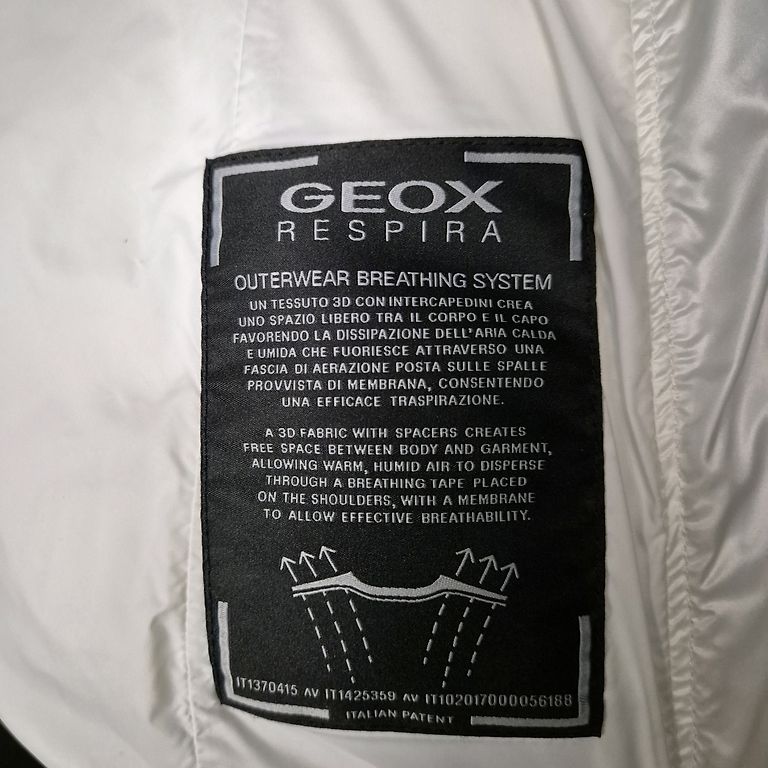 GEOX
RESPIRA
OUTERWEAR BREATHING SYSTEM
UN TESSUTO 3D CON INTERCAPEDINI CREA
UNO SPAZIO LIBERO TRA IL CORPO E IL CAPO
FAVORENDO LA DISSIPAZIONE DELL'ARIA CALDA
E UMIDA CHE FUORIESCE ATTRAVERSO UNA
FASCIA DI AERAZIONE POSTA SULLE SPALLE
PROVVISTA DI MEMBRANA, CONSENTENDO
UNA EFFICACE TRASPIRAZIONE.
A 3D FABRIC WITH SPACERS CREATES
FREE SPACE BETWEEN BODY AND GARMENT,
ALLOWING WARM, HUMID AIR TO DISPERSE
THROUGH A BREATHING TAPE PLACED
ON THE SHOULDERS, WITH A MEMBRANE
TO ALLOW EFFECTIVE BREATHABILITY.
IT1370415 AV IT1425359 AV IT102017000056188
ITALIAN PATENT